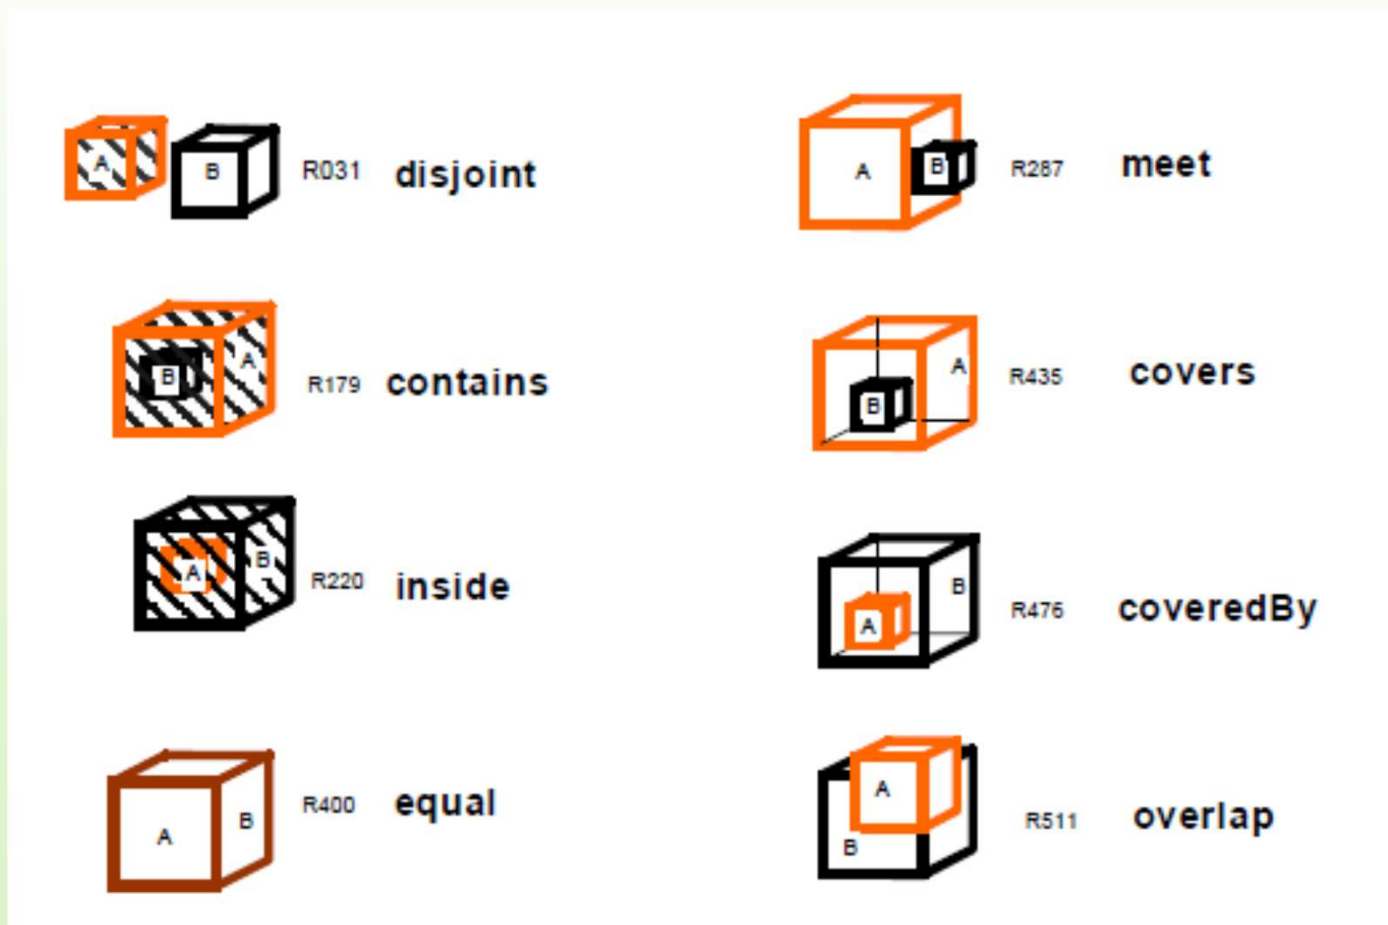 A B R031 disjoint
A B R287 meet
B A R179 contains
B A R435 covers
A B R220 inside
A B R476 coveredBy
A B R400 equal
A B R511 overlap